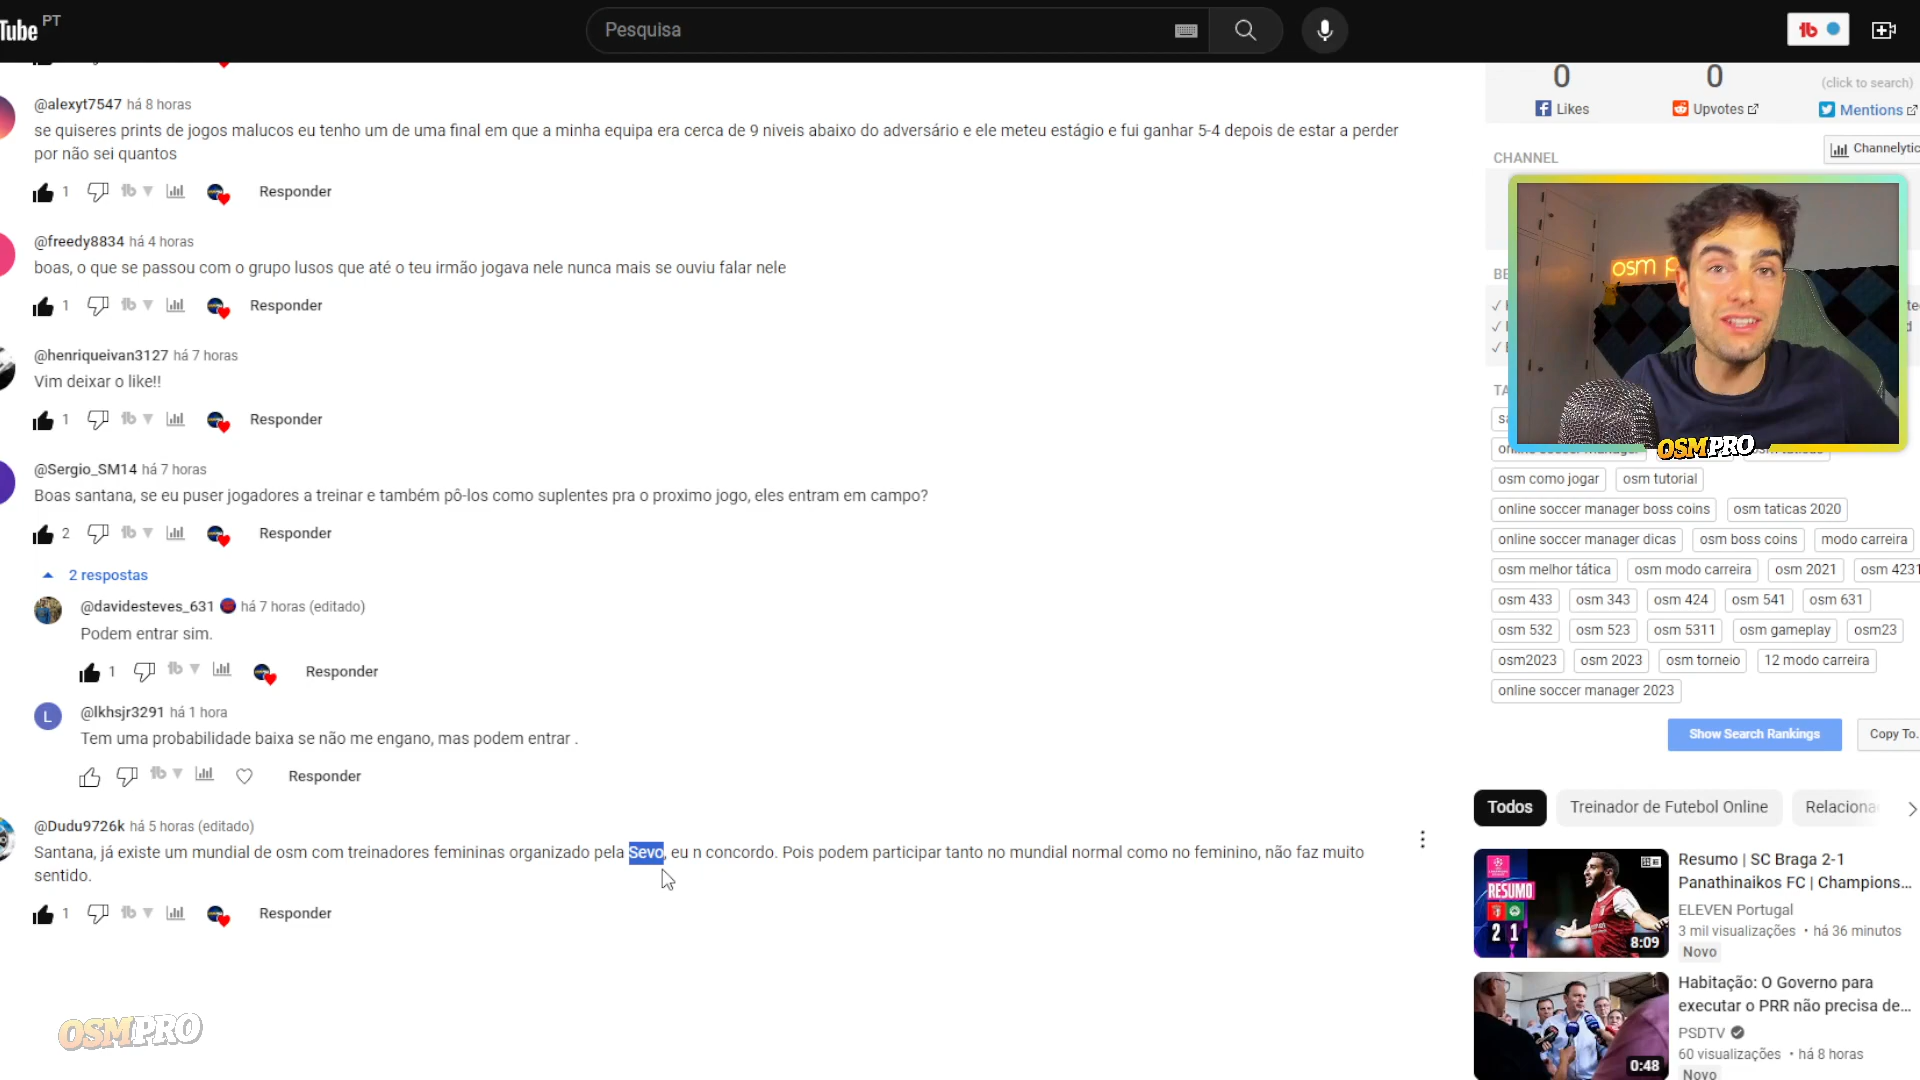 Tube PT
Pesquisa
@alexyt7547 há 8 horas
se quiseres prints de jogos malucos eu tenho um de uma final em que a minha equipa era cerca de 9 niveis abaixo do adversário e ele meteu estágio e fui ganhar 5-4 depois de estar a perder
por não sei quantos
1 Responder
@freedy8834 há 4 horas
boas, o que se passou com o grupo lusos que até o teu irmão jogava nele nunca mais se ouviu falar nele
1 Responder
@henriqueivan3127 há 7 horas
Vim deixar o like!!
1 Responder
@Sergio_SM14 há 7 horas
Boas santana, se eu puser jogadores a treinar e também pô-los como suplentes pra o proximo jogo, eles entram em campo?
2 Responder
2 respostas
@davidesteves_631 há 7 horas (editado)
Podem entrar sim.
1 Responder
L
@lkhsjr3291 há 1 hora
Tem uma probabilidade baixa se não me engano, mas podem entrar .
Responder
@Dudu9726k há 5 horas (editado)
Santana, já existe um mundial de osm com treinadores femininas organizado pela Sevo, eu n concordo. Pois podem participar tanto no mundial normal como no feminino, não faz muito
sentido.
1 Responder
OSMPRO
0 0 (click to search)
Likes Upvotes Mentions
CHANNEL
Channelytic
osm p
OSMPRO
osm como jogar osm tutorial
online soccer manager boss coins osm taticas 2020
online soccer manager dicas osm boss coins modo carreira
osm melhor tática osm modo carreira osm 2021 osm 4231
osm 433 osm 343 osm 424 osm 541 osm 631
osm 532 osm 523 osm 5311 osm gameplay osm23
osm2023 osm 2023 osm torneio 12 modo carreira
online soccer manager 2023
Show Search Rankings Copy To.
Todos Treinador de Futebol Online Relaciona
RESUMO
2 1
8:09
Resumo | SC Braga 2-1
Panathinaikos FC | Champions...
ELEVEN Portugal
3 mil visualizações • há 36 minutos
Novo
0:48
Habitação: O Governo para
executar o PRR não precisa de...
PSDTV
60 visualizações • há 8 horas
Novo